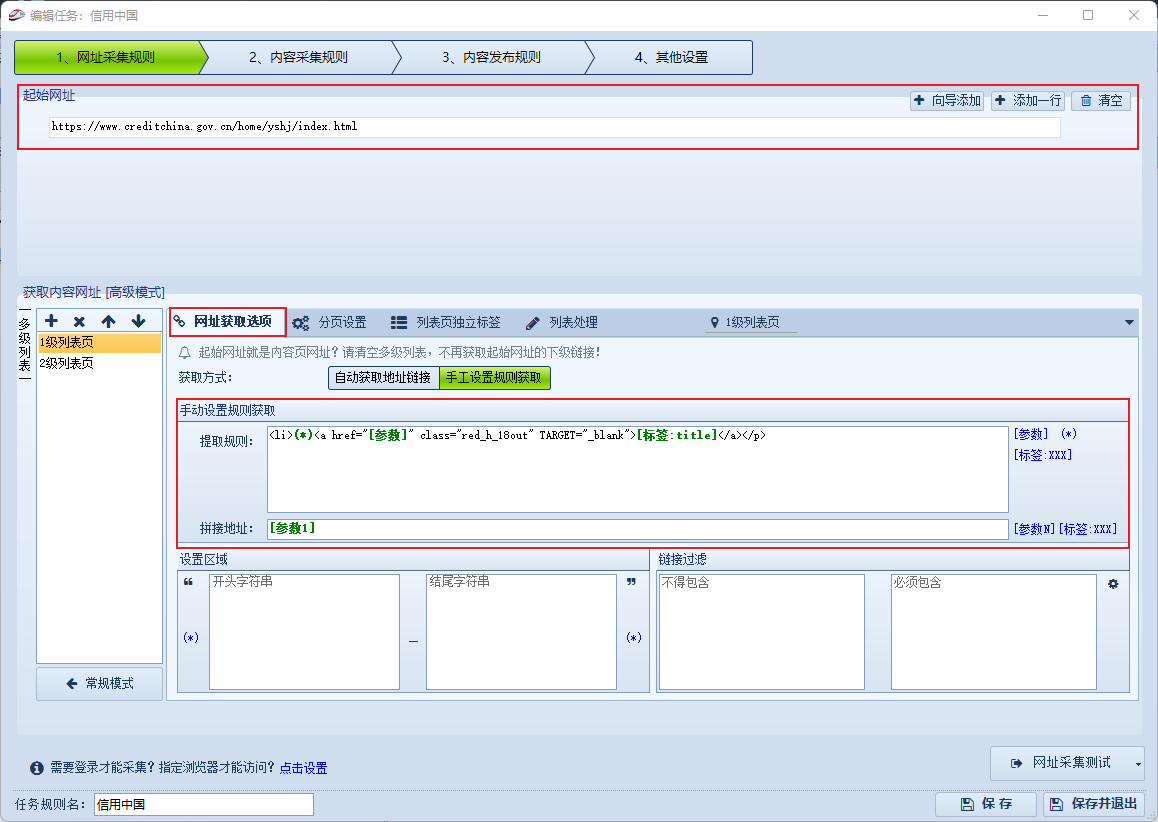 编辑任务：信用中国
1、网址采集规则
2、内容采集规则
3、内容发布规则
4、其他设置
起始网址
向导添加
添加一行
清空
https://www.creditchina.gov.cn/home/yshj/index.html
获取内容网址 [高级模式]
多级列表
1级列表页
2级列表页
常规模式
网址获取选项
分页设置
列表页独立标签
列表处理
1级列表页
起始网址就是内容页网址？请清空多级列表，不再获取起始网址的下级链接！
获取方式：
自动获取地址链接
手工设置规则获取
手动设置规则获取
提取规则：
<li>(*)<a href="[参数]" class="red_h_18out" TARGET="_blank">[标签:title]</a></p>
[参数] (*)
[标签:XXX]
拼接地址：
[参数1]
[参数N][标签:XXX]
设置区域
链接过滤
开头字符串
结尾字符串
不得包含
必须包含
(*)
(*)
需要登录才能采集？指定浏览器才能访问？点击设置
网址采集测试
任务规则名：
信用中国
保 存
保存并退出